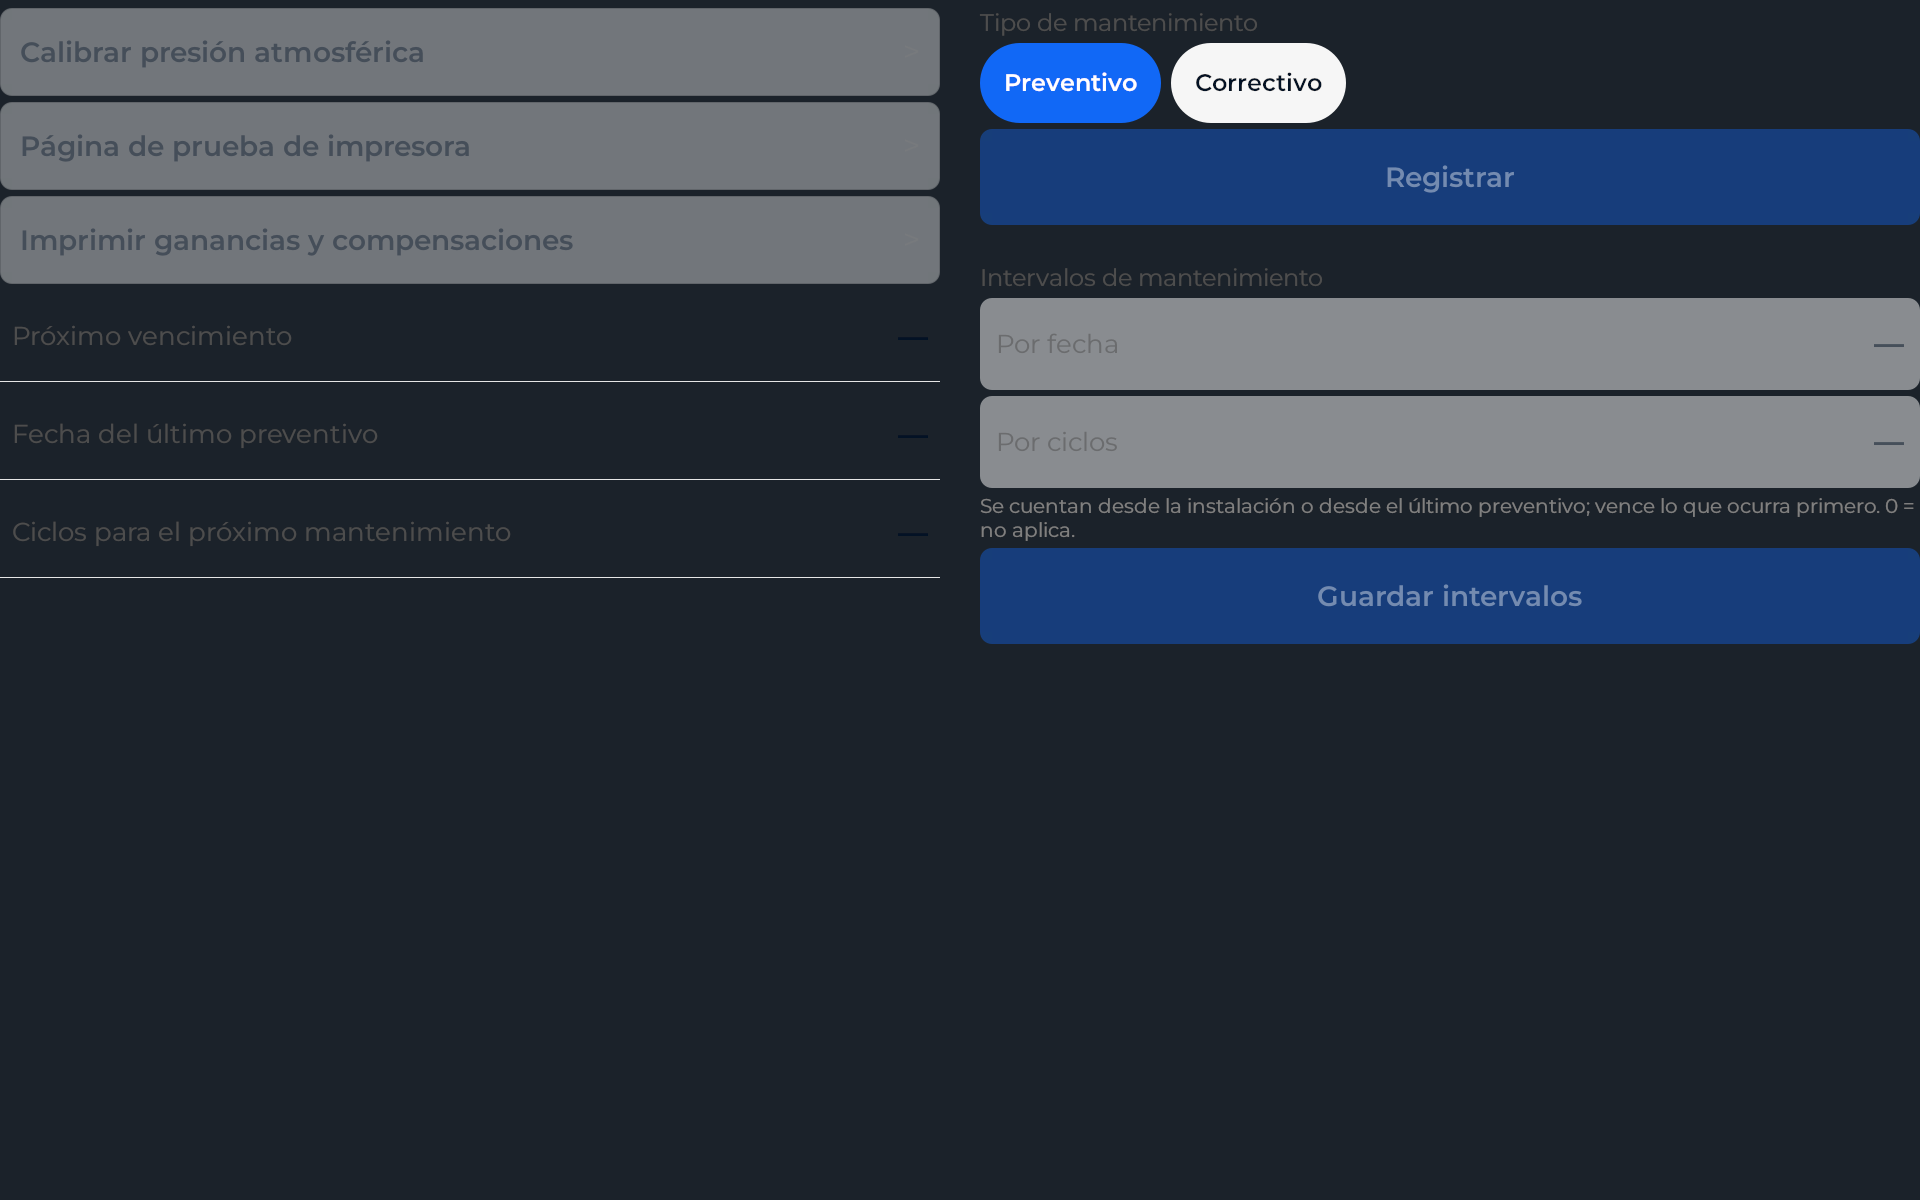 Calibrar presión atmosférica >
Página de prueba de impresora >
Imprimir ganancias y compensaciones >
Próximo vencimiento —
Fecha del último preventivo —
Ciclos para el próximo mantenimiento —
Tipo de mantenimiento
Preventivo Correctivo
Registrar
Intervalos de mantenimiento
Por fecha —
Por ciclos —
Se cuentan desde la instalación o desde el último preventivo; vence lo que ocurra primero. 0 =
no aplica.
Guardar intervalos